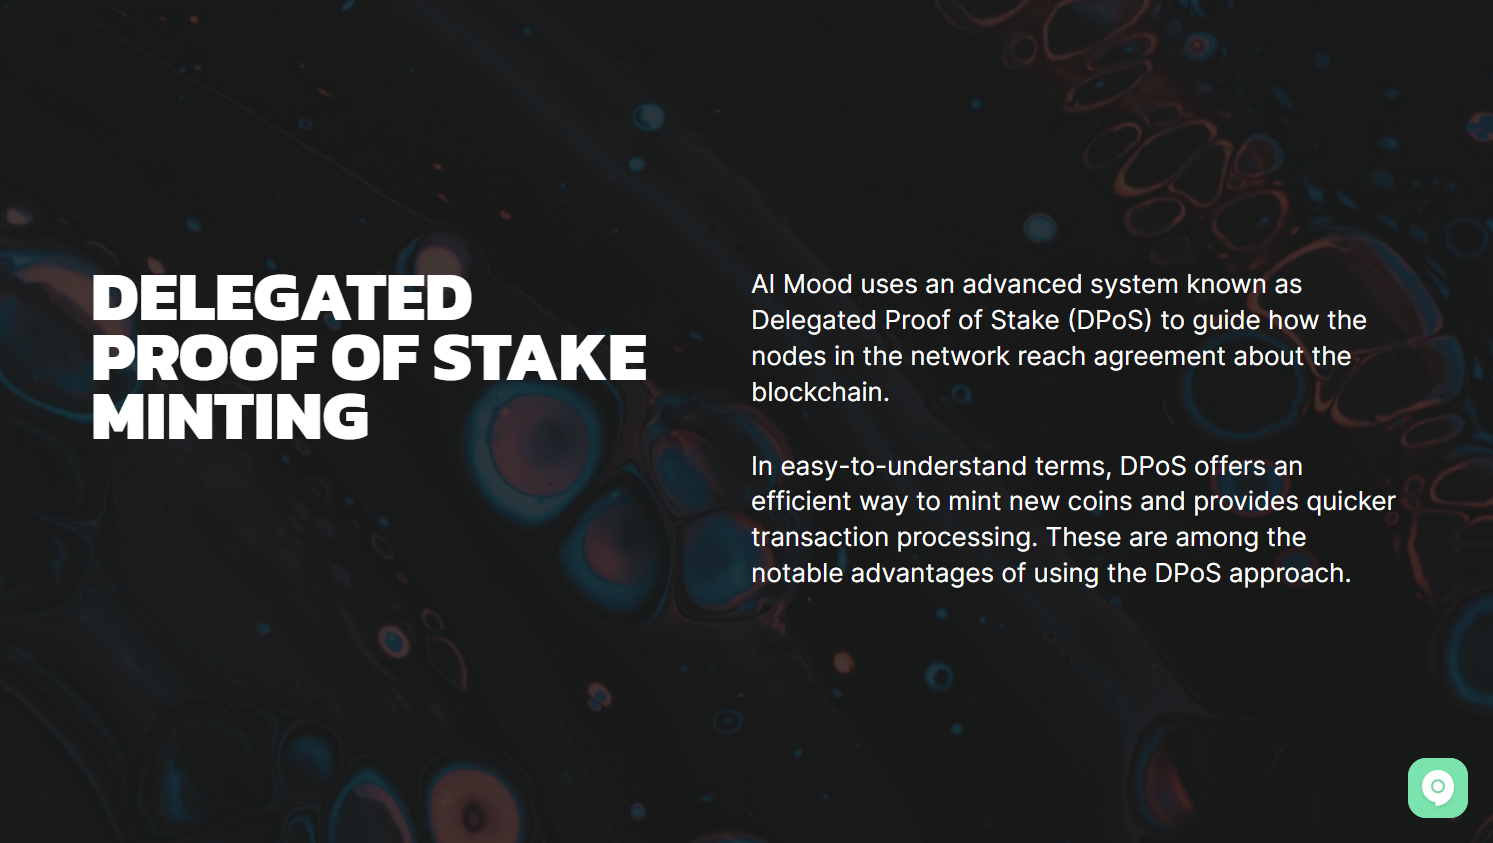 DELEGATED
PROOF OF STAKE
MINTING
AI Mood uses an advanced system known as
Delegated Proof of Stake (DPoS) to guide how the
nodes in the network reach agreement about the
blockchain.
In easy-to-understand terms, DPoS offers an
efficient way to mint new coins and provides quicker
transaction processing. These are among the
notable advantages of using the DPoS approach.